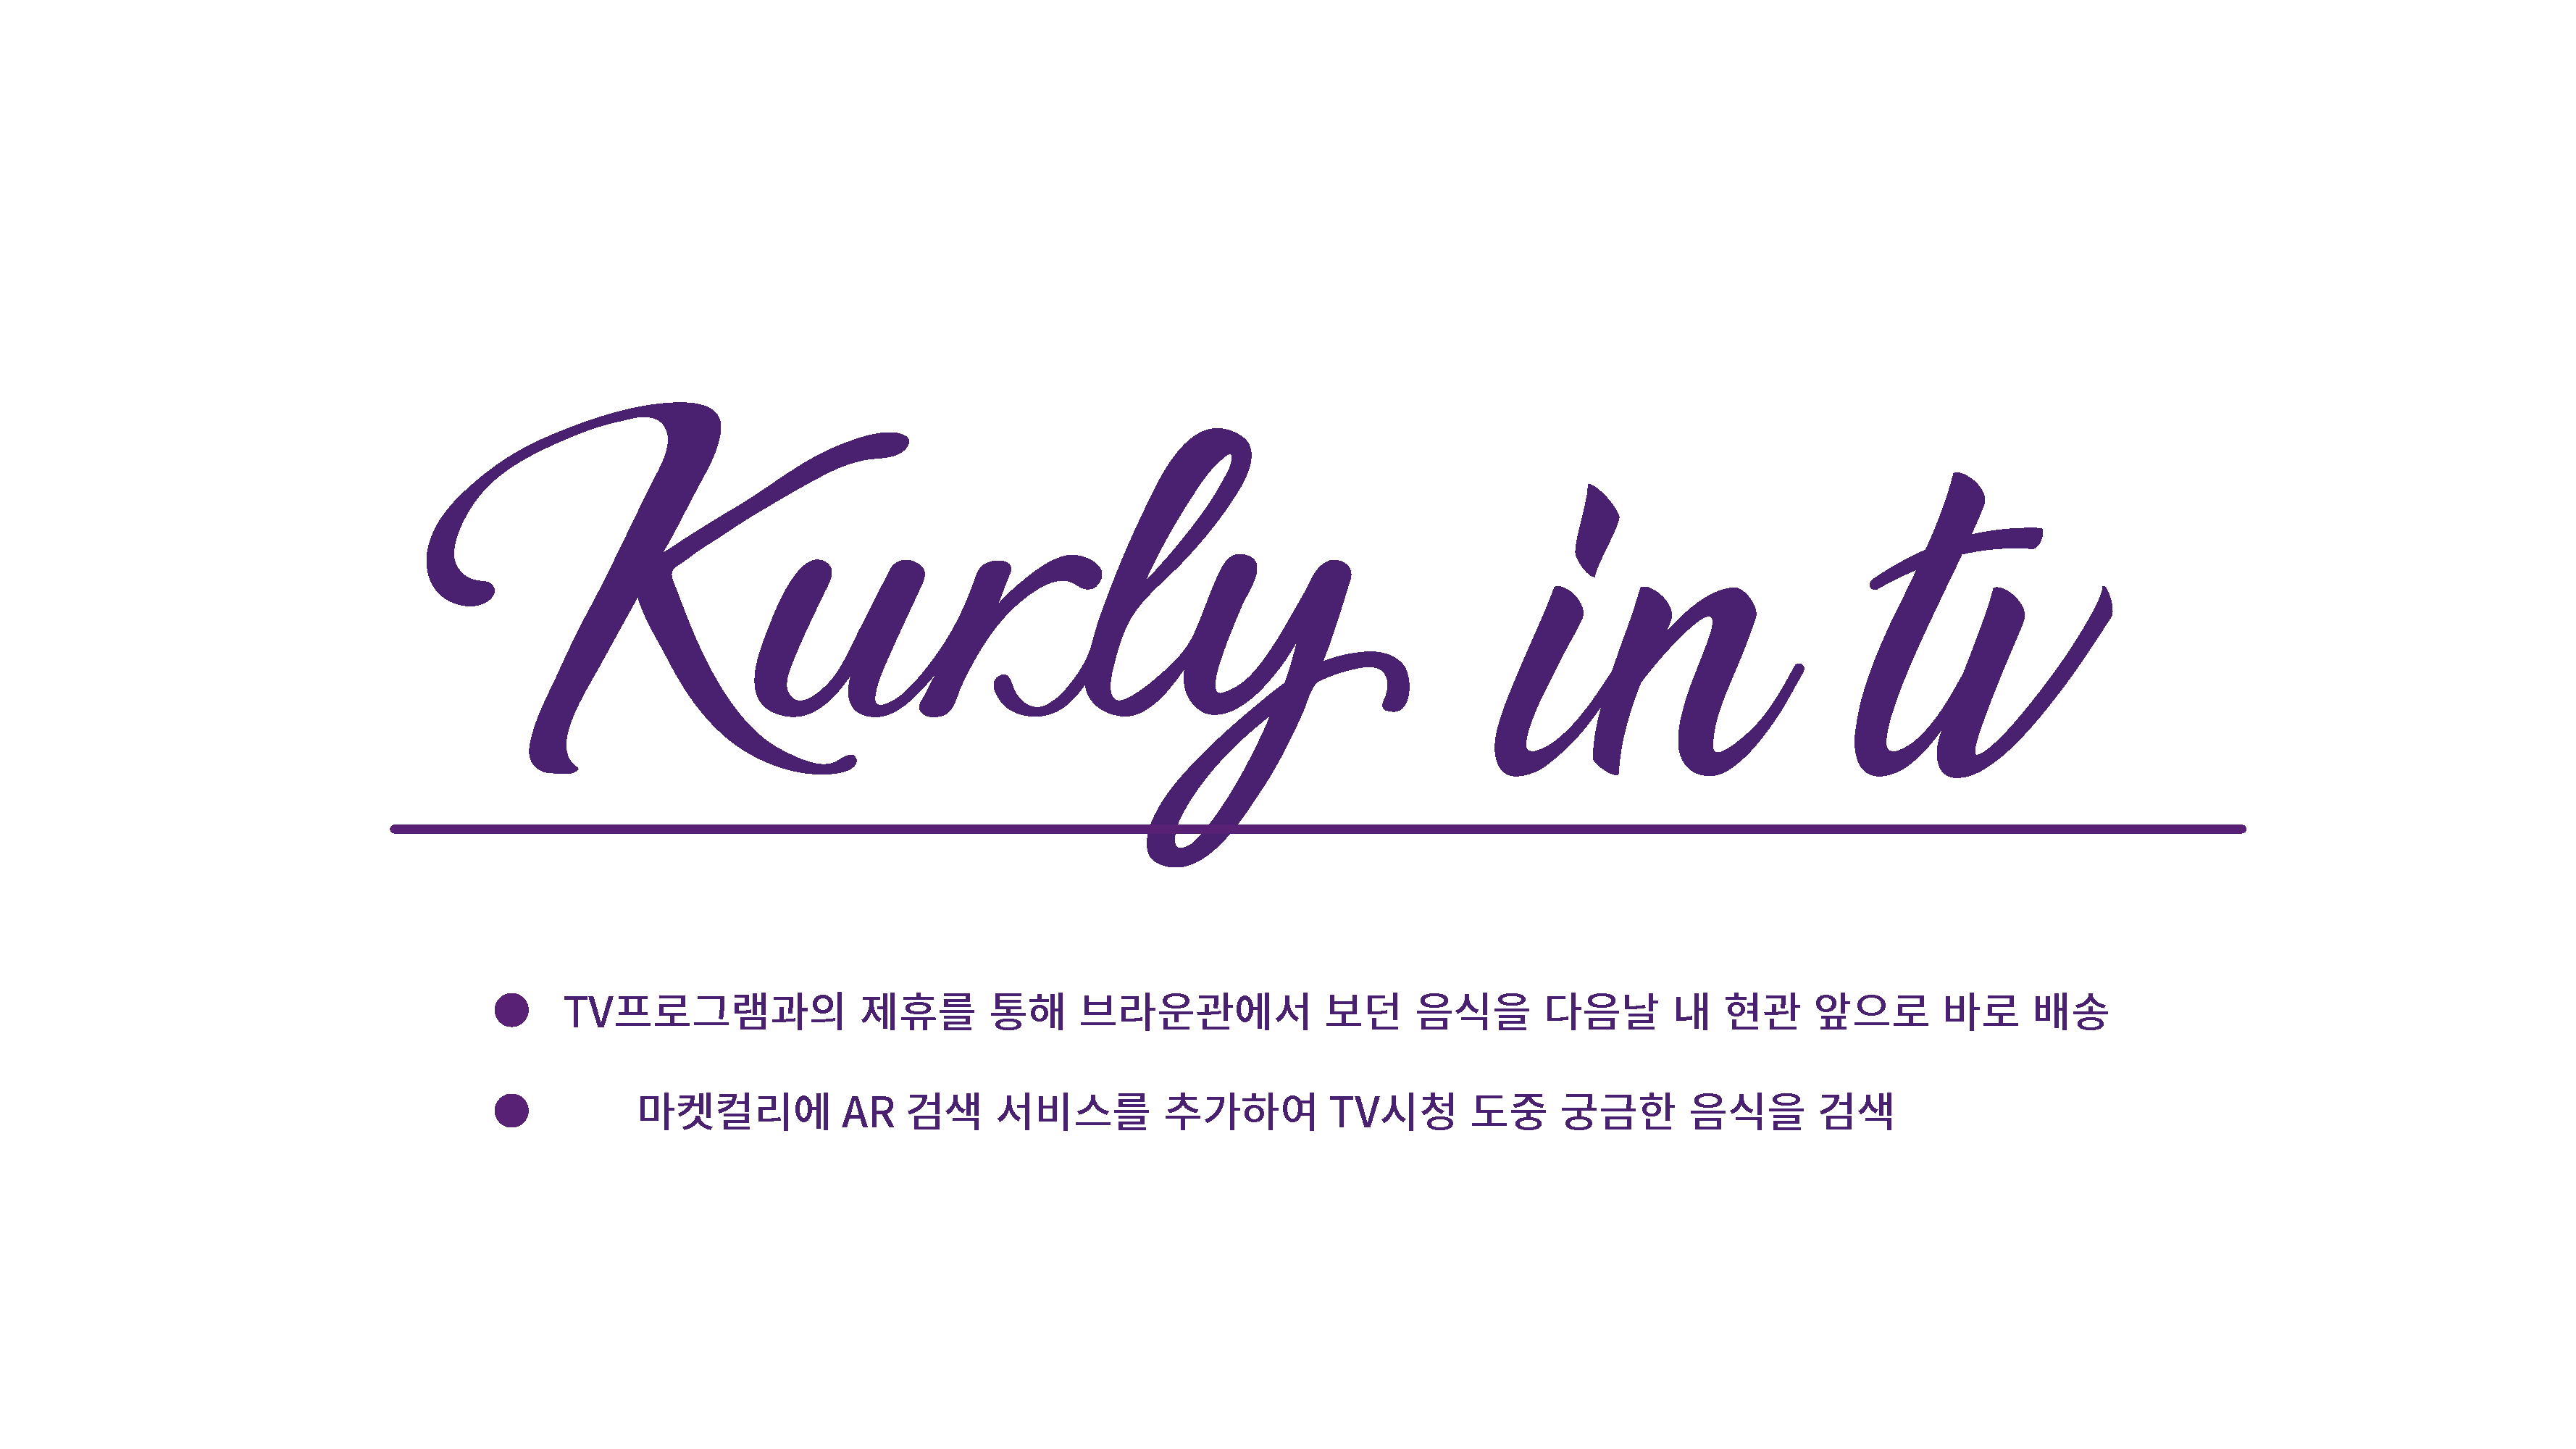 Kurly in tv
TV프로그램과의 제휴를 통해 브라운관에서 보던 음식을 다음날 내 현관 앞으로 바로 배송
마켓컬리에 AR 검색 서비스를 추가하여 TV시청 도중 궁금한 음식을 검색